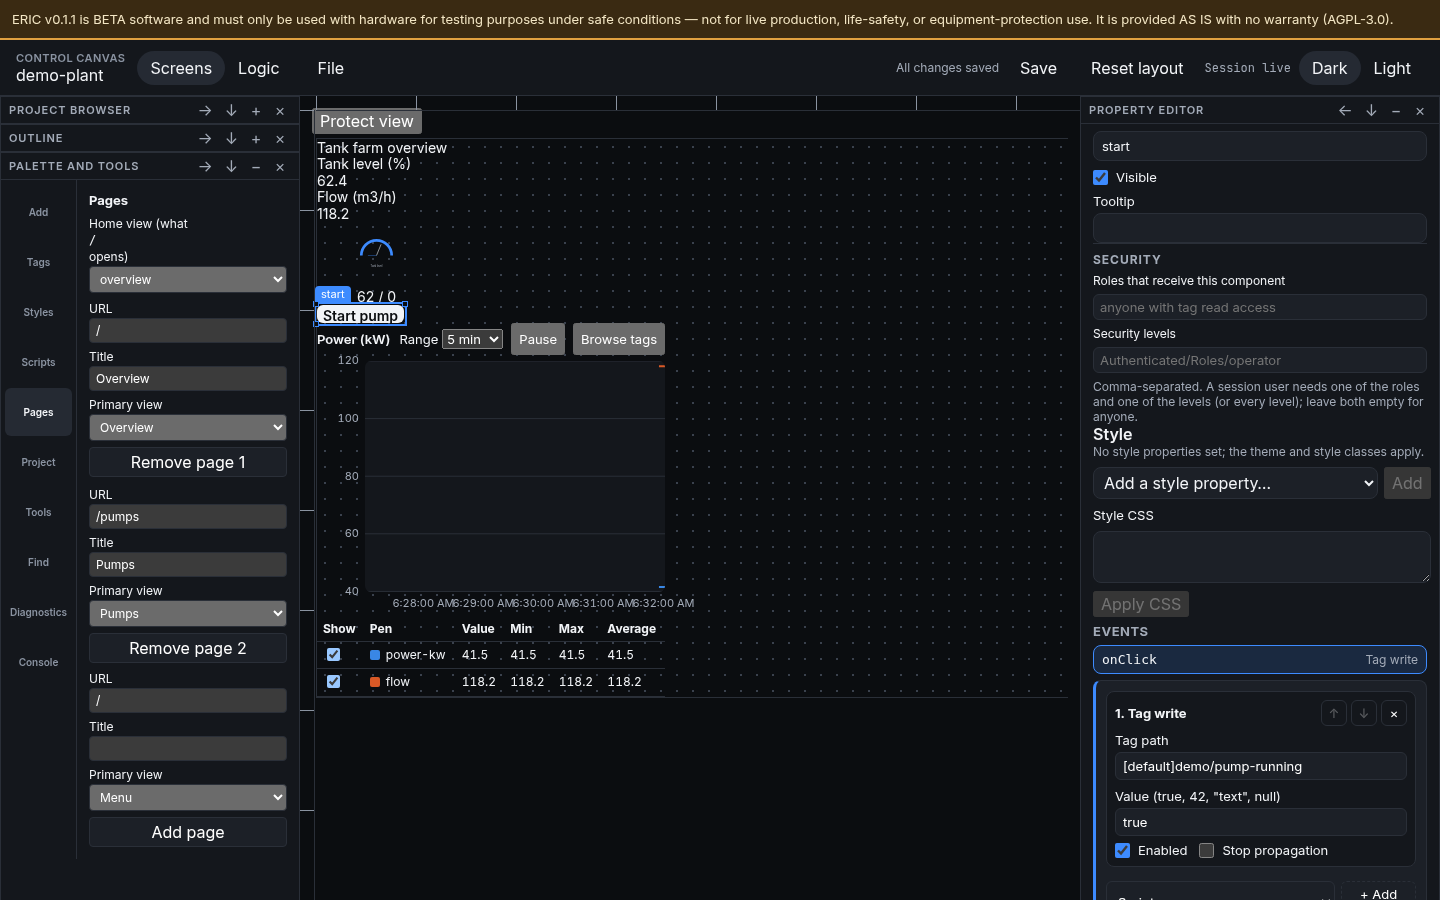 ERIC v0.1.1 is BETA software and must only be used with hardware for testing purposes under safe conditions — not for live production, life-safety, or equipment-protection use. It is provided AS IS with no warranty (AGPL-3.0).
CONTROL CANVAS
demo-plant
Screens
Logic
File
All changes saved
Save
Reset layout
Session live
Dark
Light
PROJECT BROWSER
OUTLINE
PALETTE AND TOOLS
Add
Tags
Styles
Scripts
Pages
Project
Tools
Find
Diagnostics
Console
Pages
Home view (what
/
opens)
overview
URL
/
Title
Overview
Primary view
Overview
Remove page 1
URL
/pumps
Title
Pumps
Primary view
Pumps
Remove page 2
URL
/
Title
Primary view
Menu
Add page
Protect view
Tank farm overview
Tank level (%)
62.4
Flow (m3/h)
118.2
62 / 0
start
Start pump
Power (kW) Range 5 min Pause Browse tags
120
100
80
60
40
6:28:00 AM 6:29:00 AM 6:30:00 AM 6:31:00 AM 6:32:00 AM
Show Pen Value Min Max Average
power-kw 41.5 41.5 41.5 41.5
flow 118.2 118.2 118.2 118.2
PROPERTY EDITOR
start
Visible
Tooltip
SECURITY
Roles that receive this component
anyone with tag read access
Security levels
Authenticated/Roles/operator
Comma-separated. A session user needs one of the roles
and one of the levels (or every level); leave both empty for
anyone.
Style
No style properties set; the theme and style classes apply.
Add a style property...
Add
Style CSS
Apply CSS
EVENTS
onClick
Tag write
1. Tag write
Tag path
[default]demo/pump-running
Value (true, 42, "text", null)
true
Enabled
Stop propagation
+ Add